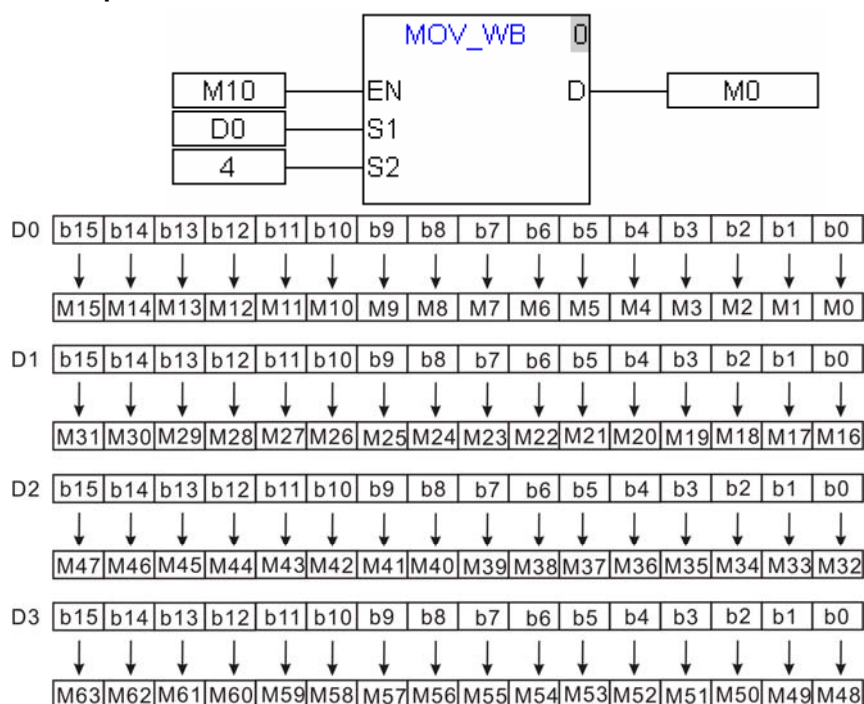 MOV_WB 0
M10 EN D M0
D0 S1
4 S2
D0 b15 b14 b13 b12 b11 b10 b9 b8 b7 b6 b5 b4 b3 b2 b1 b0
M15 M14 M13 M12 M11 M10 M9 M8 M7 M6 M5 M4 M3 M2 M1 M0
D1 b15 b14 b13 b12 b11 b10 b9 b8 b7 b6 b5 b4 b3 b2 b1 b0
M31 M30 M29 M28 M27 M26 M25 M24 M23 M22 M21 M20 M19 M18 M17 M16
D2 b15 b14 b13 b12 b11 b10 b9 b8 b7 b6 b5 b4 b3 b2 b1 b0
M47 M46 M45 M44 M43 M42 M41 M40 M39 M38 M37 M36 M35 M34 M33 M32
D3 b15 b14 b13 b12 b11 b10 b9 b8 b7 b6 b5 b4 b3 b2 b1 b0
M63 M62 M61 M60 M59 M58 M57 M56 M55 M54 M53 M52 M51 M50 M49 M48